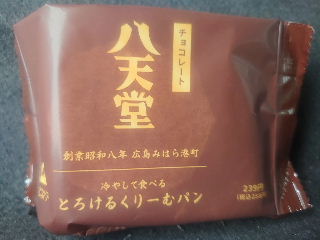 チョコレート
八天堂
創業昭和八年 広島みはら港町
冷やして食べる
とろけるくりーむパン
239円